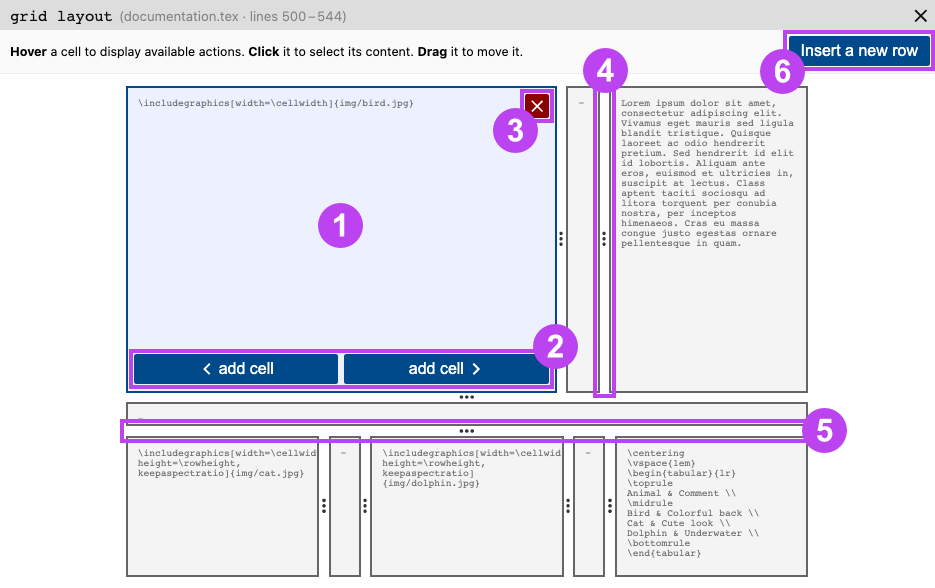 grid layout (documentation.tex · lines 500–544)
Hover a cell to display available actions. Click it to select its content. Drag it to move it.
Insert a new row
6
4
\includegraphics[width=\cellwidth]{img/bird.jpg}
3
1
< add cell
add cell >
2
–
Lorem ipsum dolor sit amet,
consectetur adipiscing elit.
Vivamus eget mauris sed ligula
blandit tristique. Quisque
laoreet ac odio hendrerit
pretium. Sed hendrerit id elit
id lobortis. Aliquam ante
eros, euismod et ultricies in,
suscipit at lectus. Class
aptent taciti sociosqu ad
litora torquent per conubia
nostra, per inceptos
himenaeos. Cras eu massa
congue justo egestas ornare
pellentesque in quam.
5
\includegraphics[width=\cellwid
height=\rowheight,
keepaspectratio]{img/cat.jpg}
–
\includegraphics[width=\cellwid
height=\rowheight,
keepaspectratio]
{img/dolphin.jpg}
–
\centering
\vspace{1em}
\begin{tabular}{lr}
\toprule
Animal & Comment \\
\midrule
Bird & Colorful back \\
Cat & Cute look \\
Dolphin & Underwater \\
\bottomrule
\end{tabular}